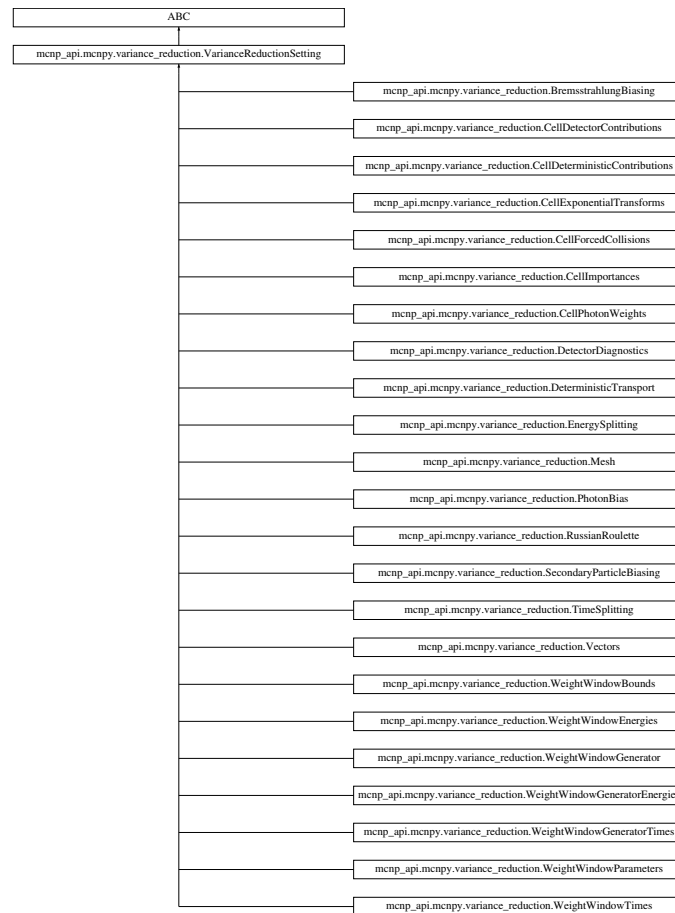 ABC
mcnp_api.mcnpy.variance_reduction.VarianceReductionSetting
mcnp_api.mcnpy.variance_reduction.BremsstrahlungBiasing
mcnp_api.mcnpy.variance_reduction.CellDetectorContributions
mcnp_api.mcnpy.variance_reduction.CellDeterministicContributions
mcnp_api.mcnpy.variance_reduction.CellExponentialTransforms
mcnp_api.mcnpy.variance_reduction.CellForcedCollisions
mcnp_api.mcnpy.variance_reduction.CellImportances
mcnp_api.mcnpy.variance_reduction.CellPhotonWeights
mcnp_api.mcnpy.variance_reduction.DetectorDiagnostics
mcnp_api.mcnpy.variance_reduction.DeterministicTransport
mcnp_api.mcnpy.variance_reduction.EnergySplitting
mcnp_api.mcnpy.variance_reduction.Mesh
mcnp_api.mcnpy.variance_reduction.PhotonBias
mcnp_api.mcnpy.variance_reduction.RussianRoulette
mcnp_api.mcnpy.variance_reduction.SecondaryParticleBiasing
mcnp_api.mcnpy.variance_reduction.TimeSplitting
mcnp_api.mcnpy.variance_reduction.Vectors
mcnp_api.mcnpy.variance_reduction.WeightWindowBounds
mcnp_api.mcnpy.variance_reduction.WeightWindowEnergies
mcnp_api.mcnpy.variance_reduction.WeightWindowGenerator
mcnp_api.mcnpy.variance_reduction.WeightWindowGeneratorEnergie
mcnp_api.mcnpy.variance_reduction.WeightWindowGeneratorTimes
mcnp_api.mcnpy.variance_reduction.WeightWindowParameters
mcnp_api.mcnpy.variance_reduction.WeightWindowTimes